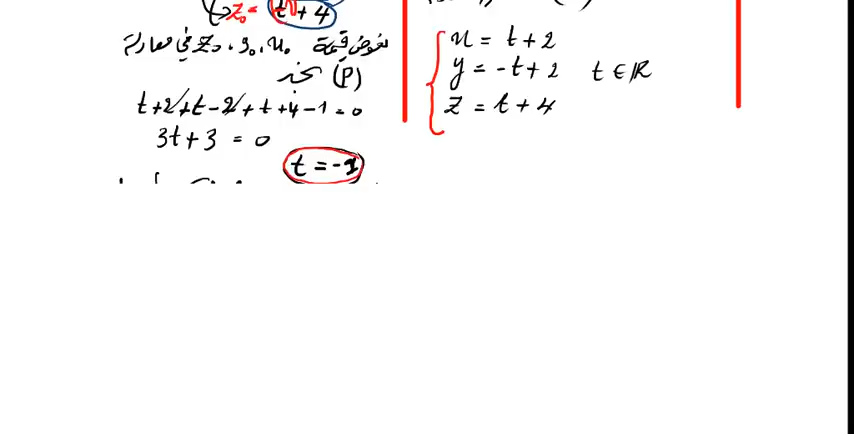 z₀ = t + 4
نعوض قيمة x₀، y₀، z₀ في معادلة
(P) نجد
t+2+t-2+t+4-1=0
3t+3 = 0
t = -1
x = t+2
y = -t+2 t ∈ ℝ
z = t+4